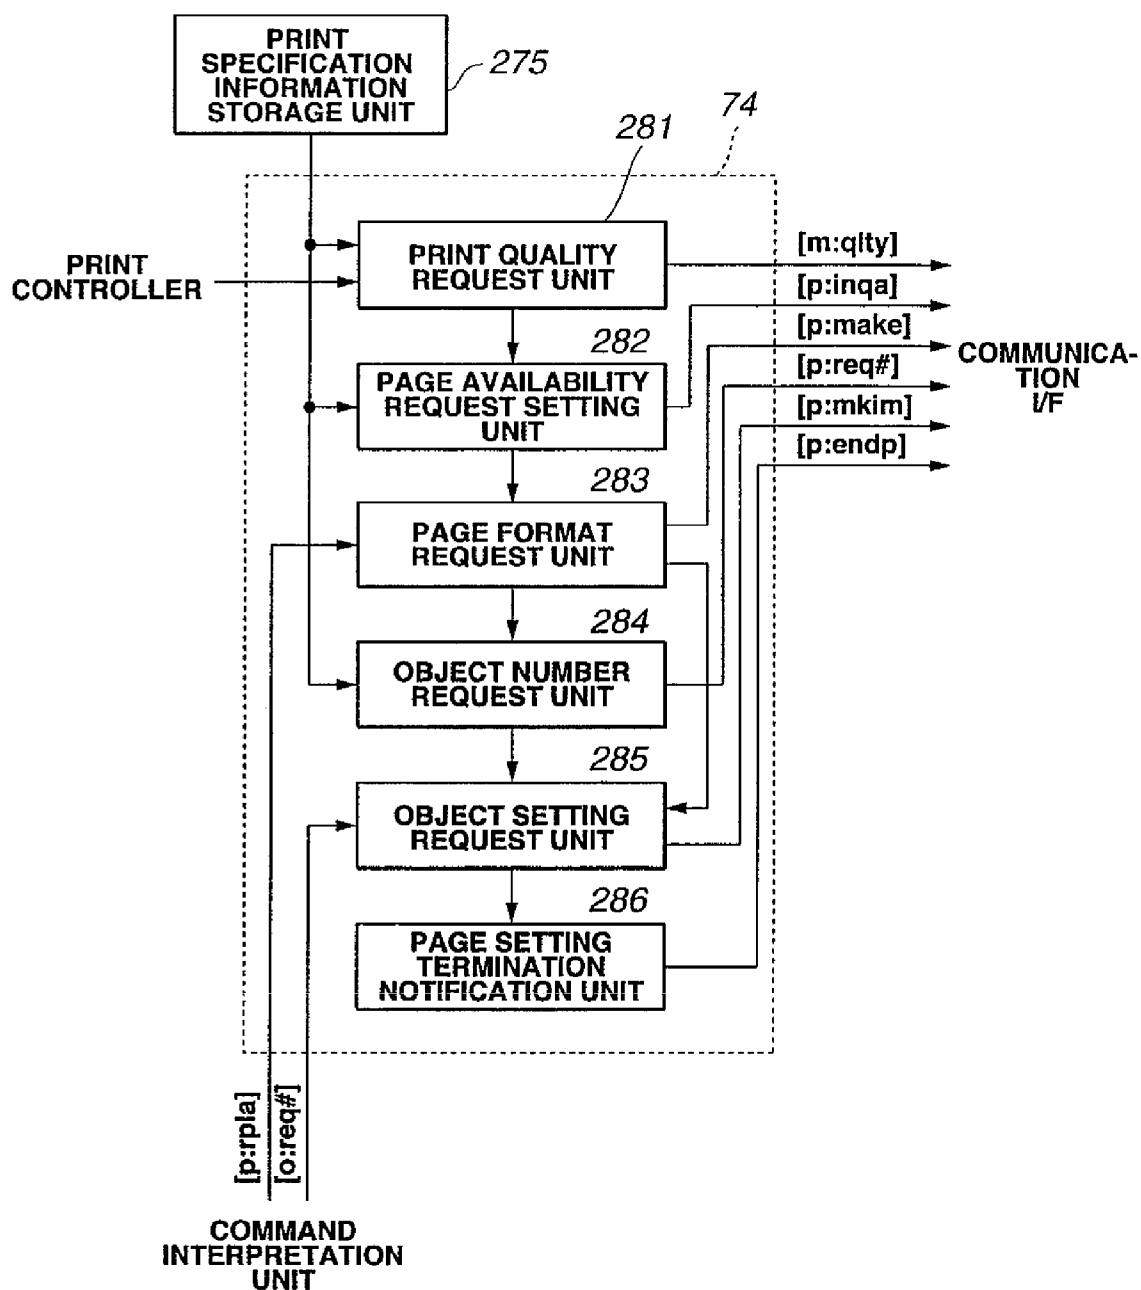 PRINT
SPECIFICATION
INFORMATION
STORAGE UNIT
275
74
281
PRINT QUALITY
REQUEST UNIT
PRINT
CONTROLLER
[m:qlty]
[p:inqa]
[p:make]
[p:req#]
[p:mkim]
[p:endp]
COMMUNICA-
TION
I/F
282
PAGE AVAILABILITY
REQUEST SETTING
UNIT
283
PAGE FORMAT
REQUEST UNIT
284
OBJECT NUMBER
REQUEST UNIT
285
OBJECT SETTING
REQUEST UNIT
286
PAGE SETTING
TERMINATION
NOTIFICATION UNIT
[p:rpla]
[o:req#]
COMMAND
INTERPRETATION
UNIT